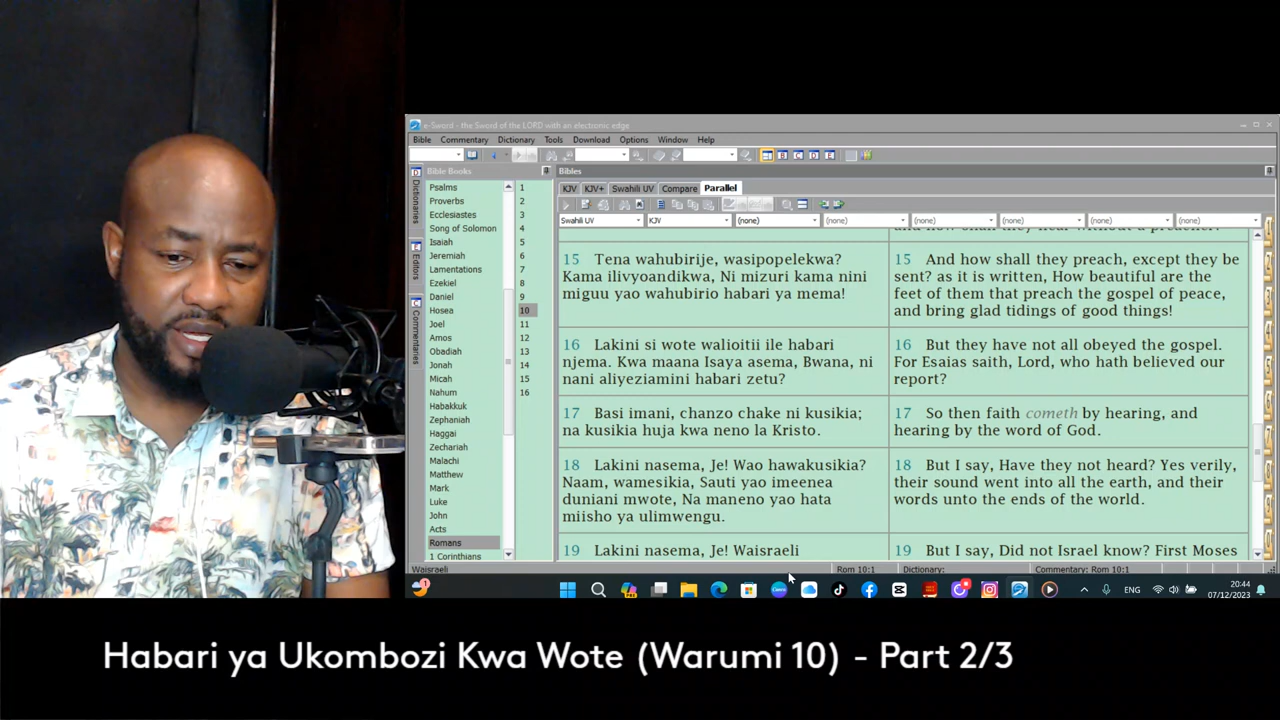 e-Sword - the Sword of the LORD with an electronic edge
Bible Commentary Dictionary Tools Download Options Window Help
Bible Books
Bibles
Psalms
Proverbs
Ecclesiastes
Song of Solomon
Isaiah
Jeremiah
Lamentations
Ezekiel
Daniel
Hosea
Joel
Amos
Obadiah
Jonah
Micah
Nahum
Habakkuk
Zephaniah
Haggai
Zechariah
Malachi
Matthew
Mark
Luke
John
Acts
Romans
1 Corinthians
1
2
3
4
5
6
7
8
9
10
11
12
13
14
15
16
Dictionaries
Editors
Commentaries
KJV KJV+ Swahili UV Compare Parallel
Swahili UV KJV (none) (none) (none) (none) (none) (none)
15 Tena wahubirije, wasipopelekwa?
Kama ilivyoandikwa, Ni mizuri kama nini
miguu yao wahubirio habari ya mema!
16 Lakini si wote walioitii ile habari
njema. Kwa maana Isaya asema, Bwana, ni
nani aliyeziamini habari zetu?
17 Basi imani, chanzo chake ni kusikia;
na kusikia huja kwa neno la Kristo.
18 Lakini nasema, Je! Wao hawakusikia?
Naam, wamesikia, Sauti yao imeenea
duniani mwote, Na maneno yao hata
miisho ya ulimwengu.
19 Lakini nasema, Je! Waisraeli
and how shall they hear without a preacher?
15 And how shall they preach, except they be
sent? as it is written, How beautiful are the
feet of them that preach the gospel of peace,
and bring glad tidings of good things!
16 But they have not all obeyed the gospel.
For Esaias saith, Lord, who hath believed our
report?
17 So then faith cometh by hearing, and
hearing by the word of God.
18 But I say, Have they not heard? Yes verily,
their sound went into all the earth, and their
words unto the ends of the world.
19 But I say, Did not Israel know? First Moses
Waisraeli Rom 10:1 Dictionary: Commentary: Rom 10:1
ENG
20:44
07/12/2023
Habari ya Ukombozi Kwa Wote (Warumi 10) - Part 2/3